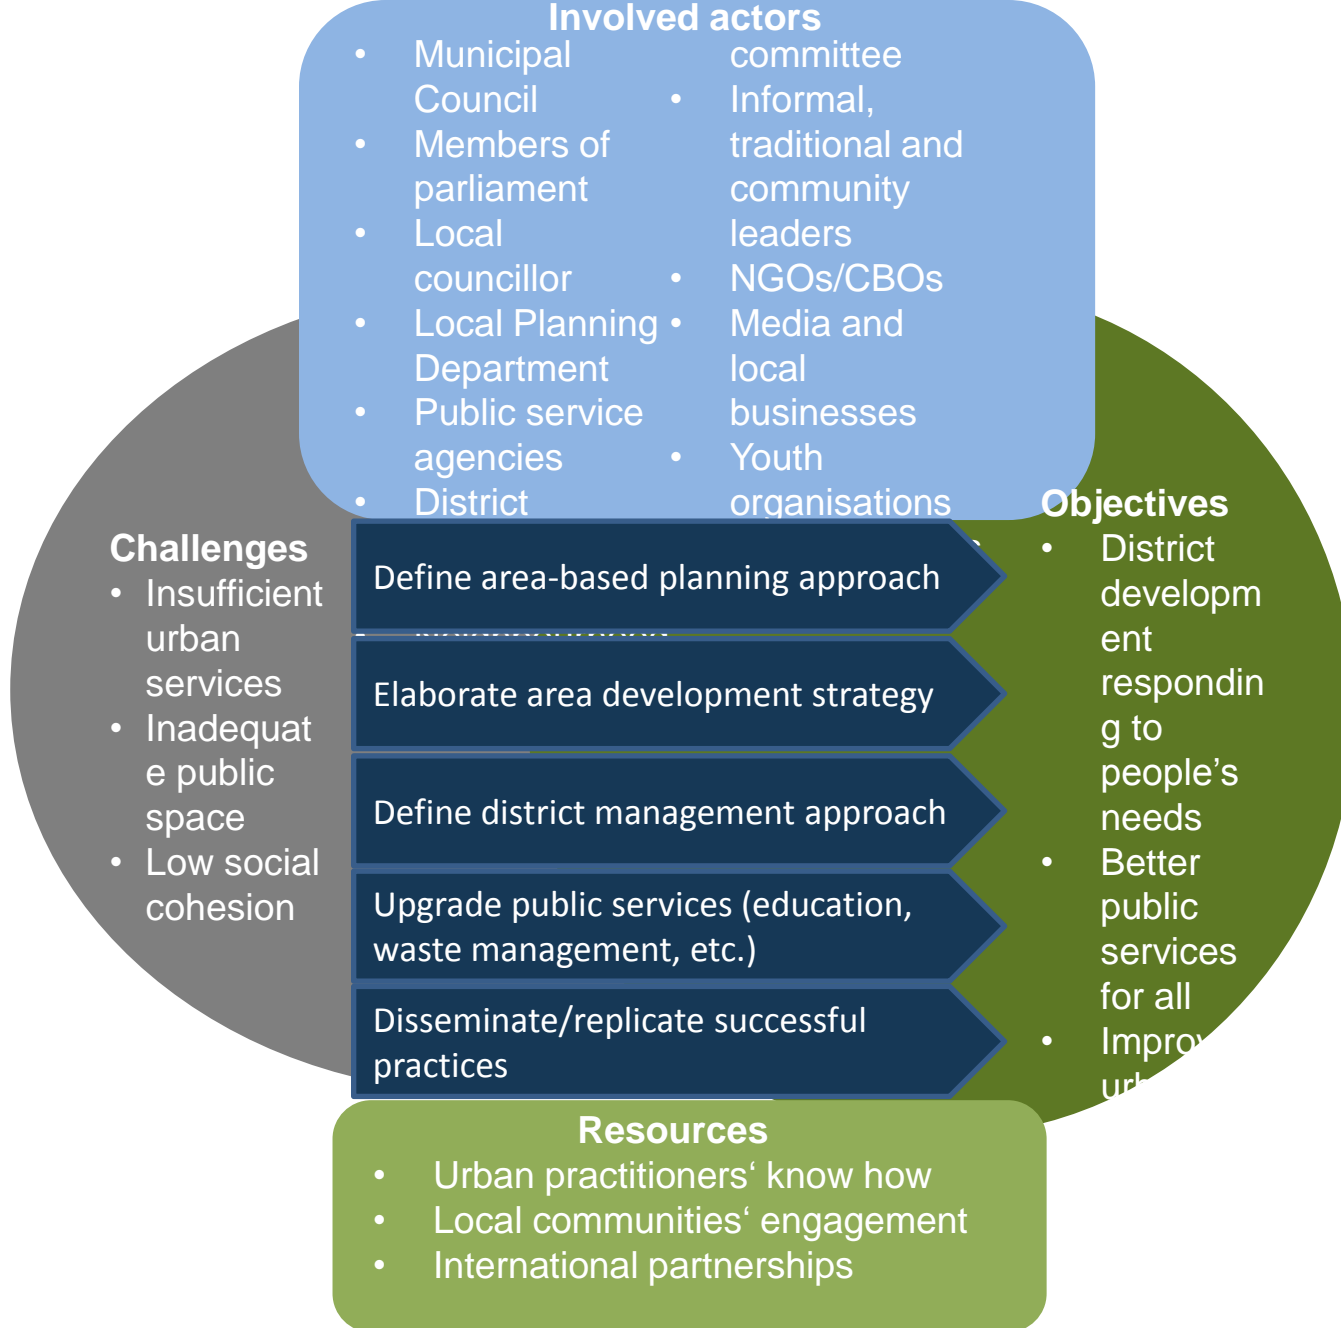 Involved actors
Municipal
Council
Members of
parliament
Local
councillor
Local Planning
Department
Public service
agencies
District
committee
Informal,
traditional and
community
leaders
NGOs/CBOs
Media and
local
businesses
Youth
organisations
Challenges
Insufficient
urban
services
Inadequat
e public
space
Low social
cohesion
Define area-based planning approach
Elaborate area development strategy
Define district management approach
Upgrade public services (education,
waste management, etc.)
Disseminate/replicate successful
practices
Objectives
District
developm
ent
respondin
g to
people’s
needs
Better
public
services
for all
Resources
Urban practitioners‘ know how
Local communities‘ engagement
International partnerships